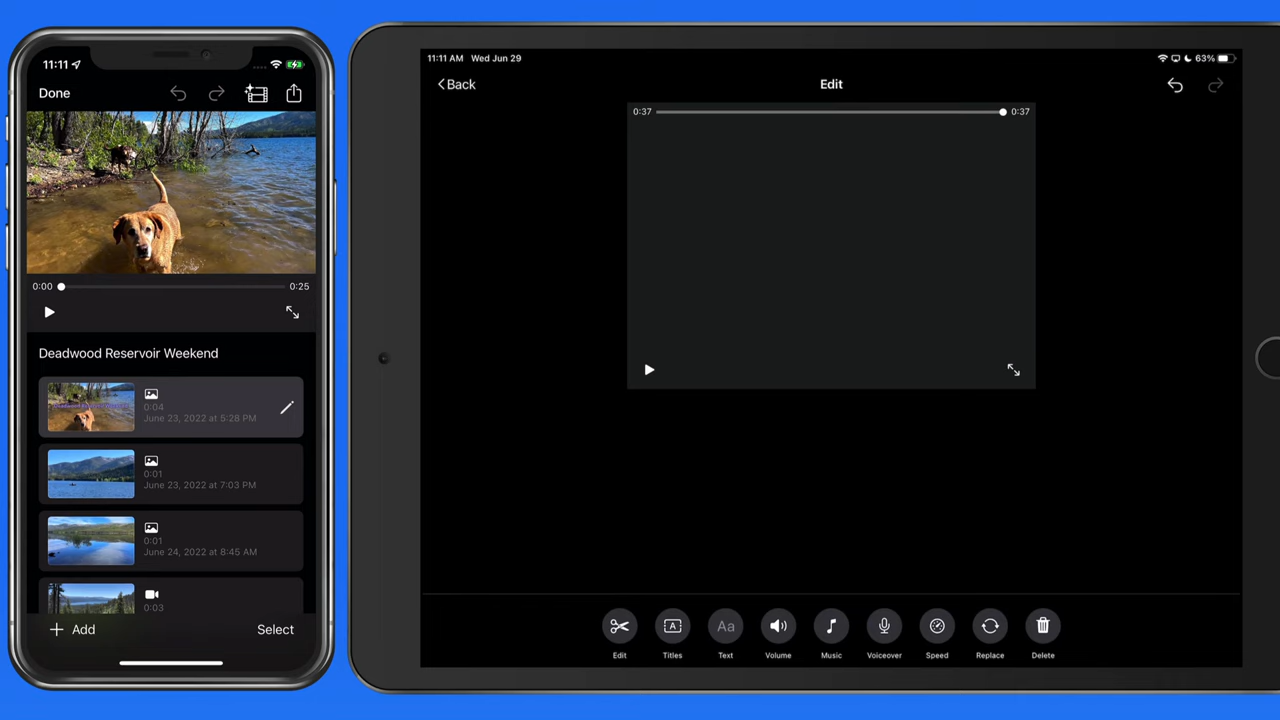 11:11
Done
0:00
0:25
Deadwood Reservoir Weekend
Deadwood Reservoir Weekend
0:04
June 23, 2022 at 5:28 PM
0:01
June 23, 2022 at 7:03 PM
0:01
June 24, 2022 at 8:45 AM
0:03
+ Add
Select
11:11 AM Wed Jun 29
63%
Back
Edit
0:37
0:37
A
Aa
Edit
Titles
Text
Volume
Music
Voiceover
Speed
Replace
Delete